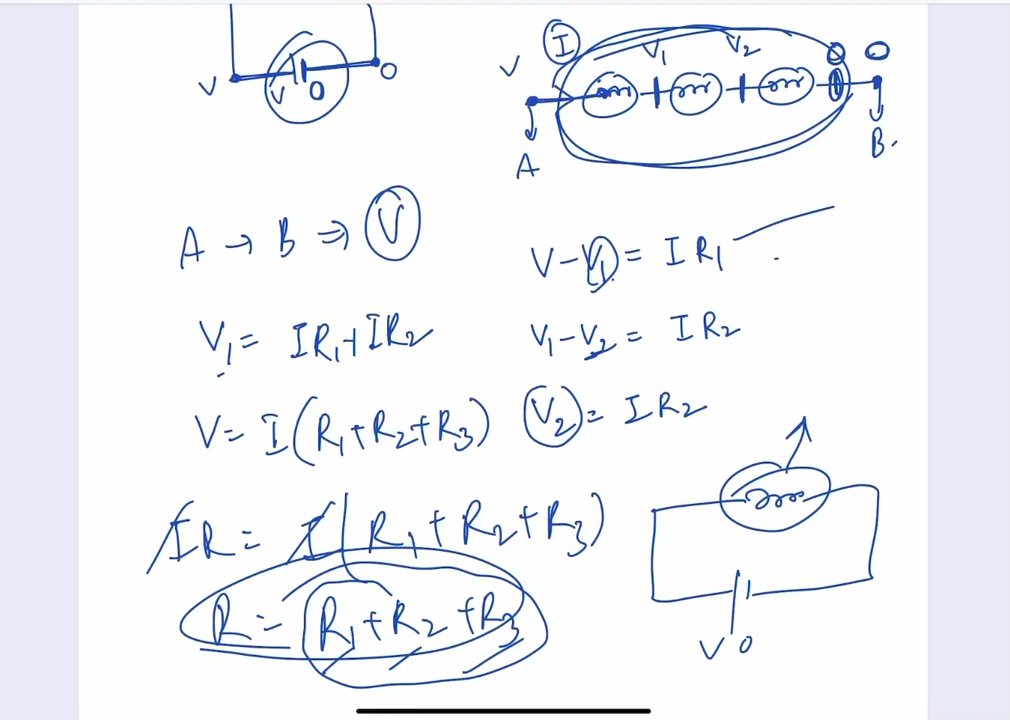 V V 0 O
V I V1 V2 0 0
A B.
A → B ⇒ V
V-V1 = IR1
V1 = IR1+IR2
V1-V2 = IR2
V = I(R1+R2+R3)
V2 = IR2
IR = I(R1+R2+R3)
R = R1+R2+R3
V 0